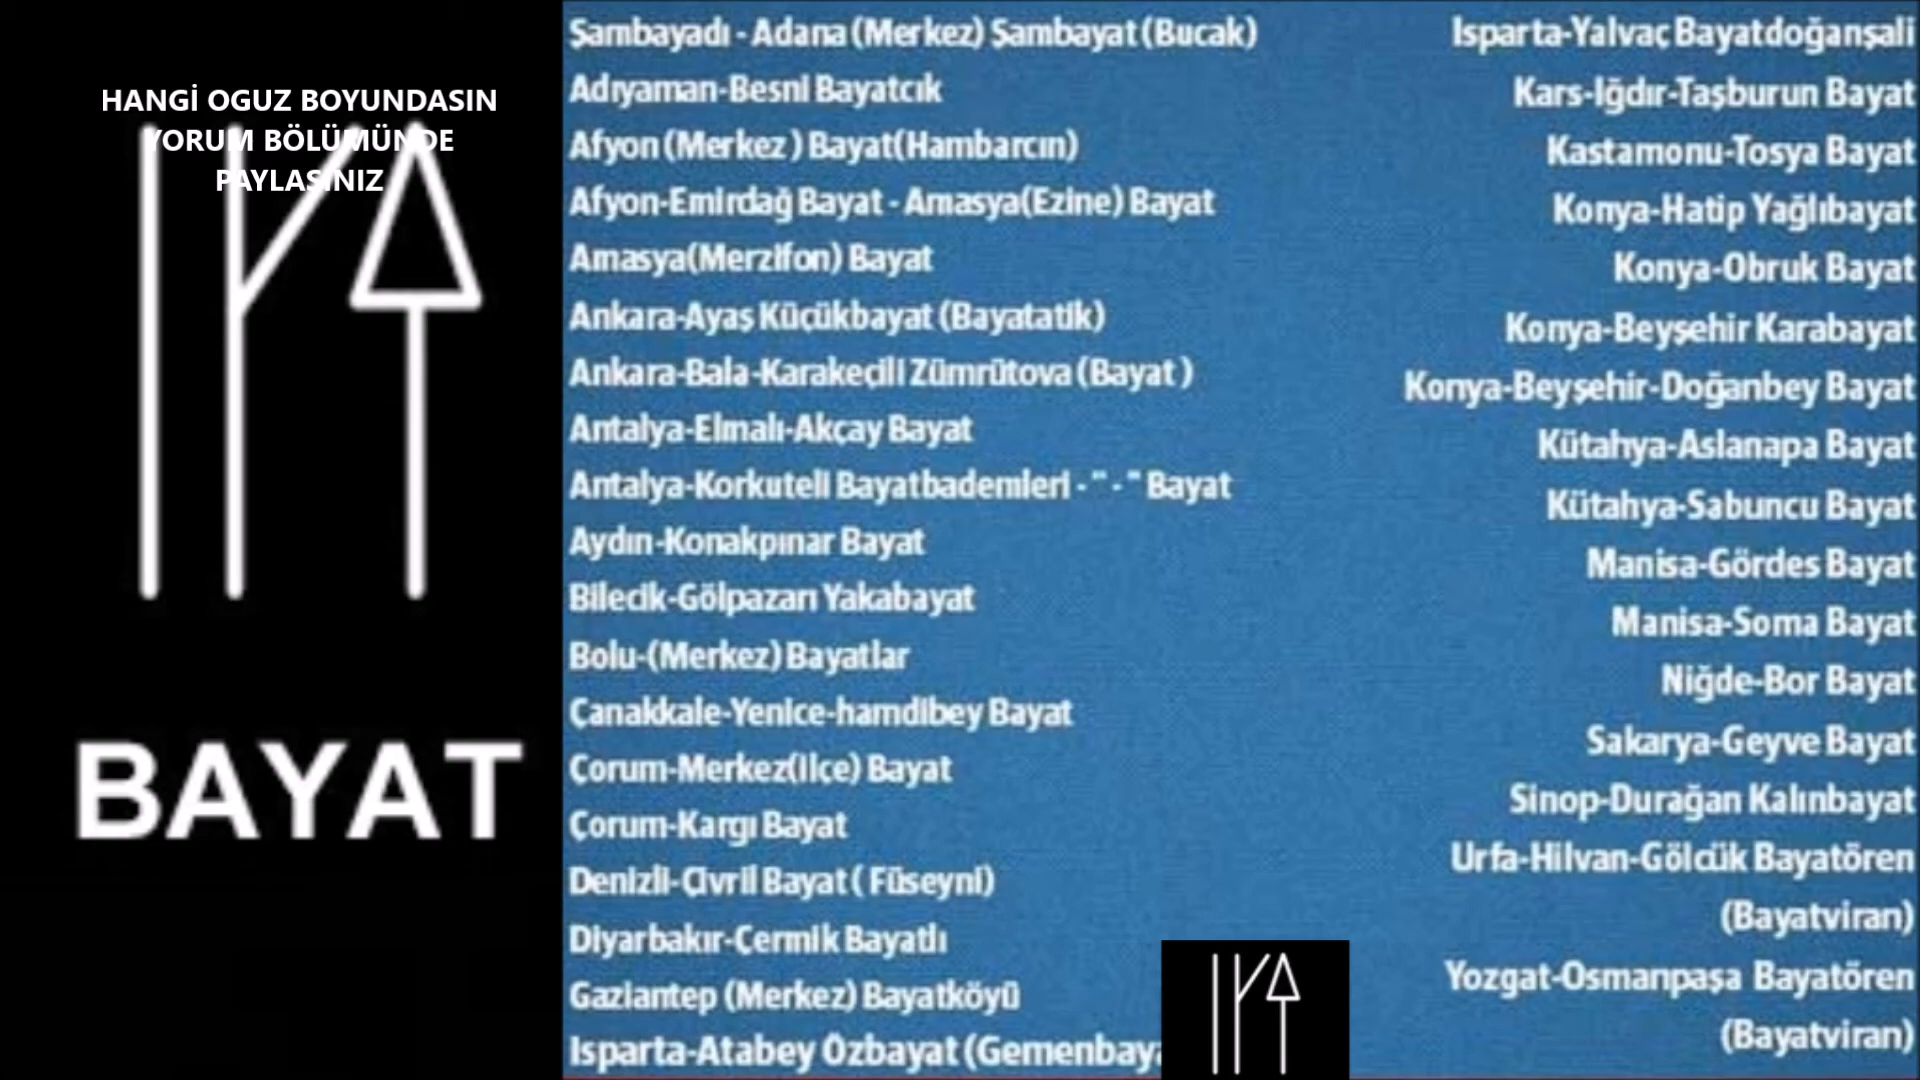 HANGİ OGUZ BOYUNDASIN
YORUM BÖLÜMÜNDE
PAYLASINIZ
BAYAT
Şambayadı - Adana (Merkez) Şambayat (Bucak)
Adıyaman-Besni Bayatcık
Afyon (Merkez ) Bayat(Hambarcın)
Afyon-Emirdağ Bayat - Amasya(Ezine) Bayat
Amasya(Merzifon) Bayat
Ankara-Ayaş Küçükbayat (Bayatatik)
Ankara-Bala-Karakeçili Zümrütova (Bayat )
Antalya-Elmalı-Akçay Bayat
Antalya-Korkuteli Bayatbademleri - " - " Bayat
Aydın-Konakpınar Bayat
Bilecik-Gölpazarı Yakabayat
Bolu-(Merkez) Bayatlar
Çanakkale-Yenice-hamdibey Bayat
Çorum-Merkez(İlçe) Bayat
Çorum-Kargı Bayat
Denizli-Çivril Bayat ( Füseyni)
Diyarbakır-Çermik Bayatlı
Gaziantep (Merkez) Bayatköyü
Isparta-Atabey Özbayat (Gemenbaya
Isparta-Yalvaç Bayatdoğanşali
Kars-Iğdır-Taşburun Bayat
Kastamonu-Tosya Bayat
Konya-Hatip Yağlıbayat
Konya-Obruk Bayat
Konya-Beyşehir Karabayat
Konya-Beyşehir-Doğanbey Bayat
Kütahya-Aslanapa Bayat
Kütahya-Sabuncu Bayat
Manisa-Gördes Bayat
Manisa-Soma Bayat
Niğde-Bor Bayat
Sakarya-Geyve Bayat
Sinop-Durağan Kalınbayat
Urfa-Hilvan-Gölcük Bayatören
(Bayatviran)
Yozgat-Osmanpaşa Bayatören
(Bayatviran)